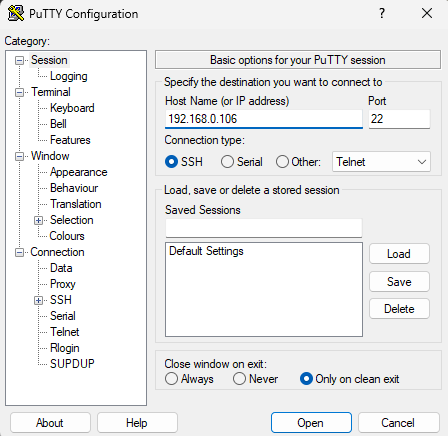 PuTTY Configuration
? ×
Category:
Session
Logging
Terminal
Keyboard
Bell
Features
Window
Appearance
Behaviour
Translation
Selection
Colours
Connection
Data
Proxy
SSH
Serial
Telnet
Rlogin
SUPDUP
Basic options for your PuTTY session
Specify the destination you want to connect to
Host Name (or IP address) Port
192.168.0.106 22
Connection type:
SSH Serial Other: Telnet
Load, save or delete a stored session
Saved Sessions
Default Settings
Load
Save
Delete
Close window on exit:
Always Never Only on clean exit
About Help Open Cancel